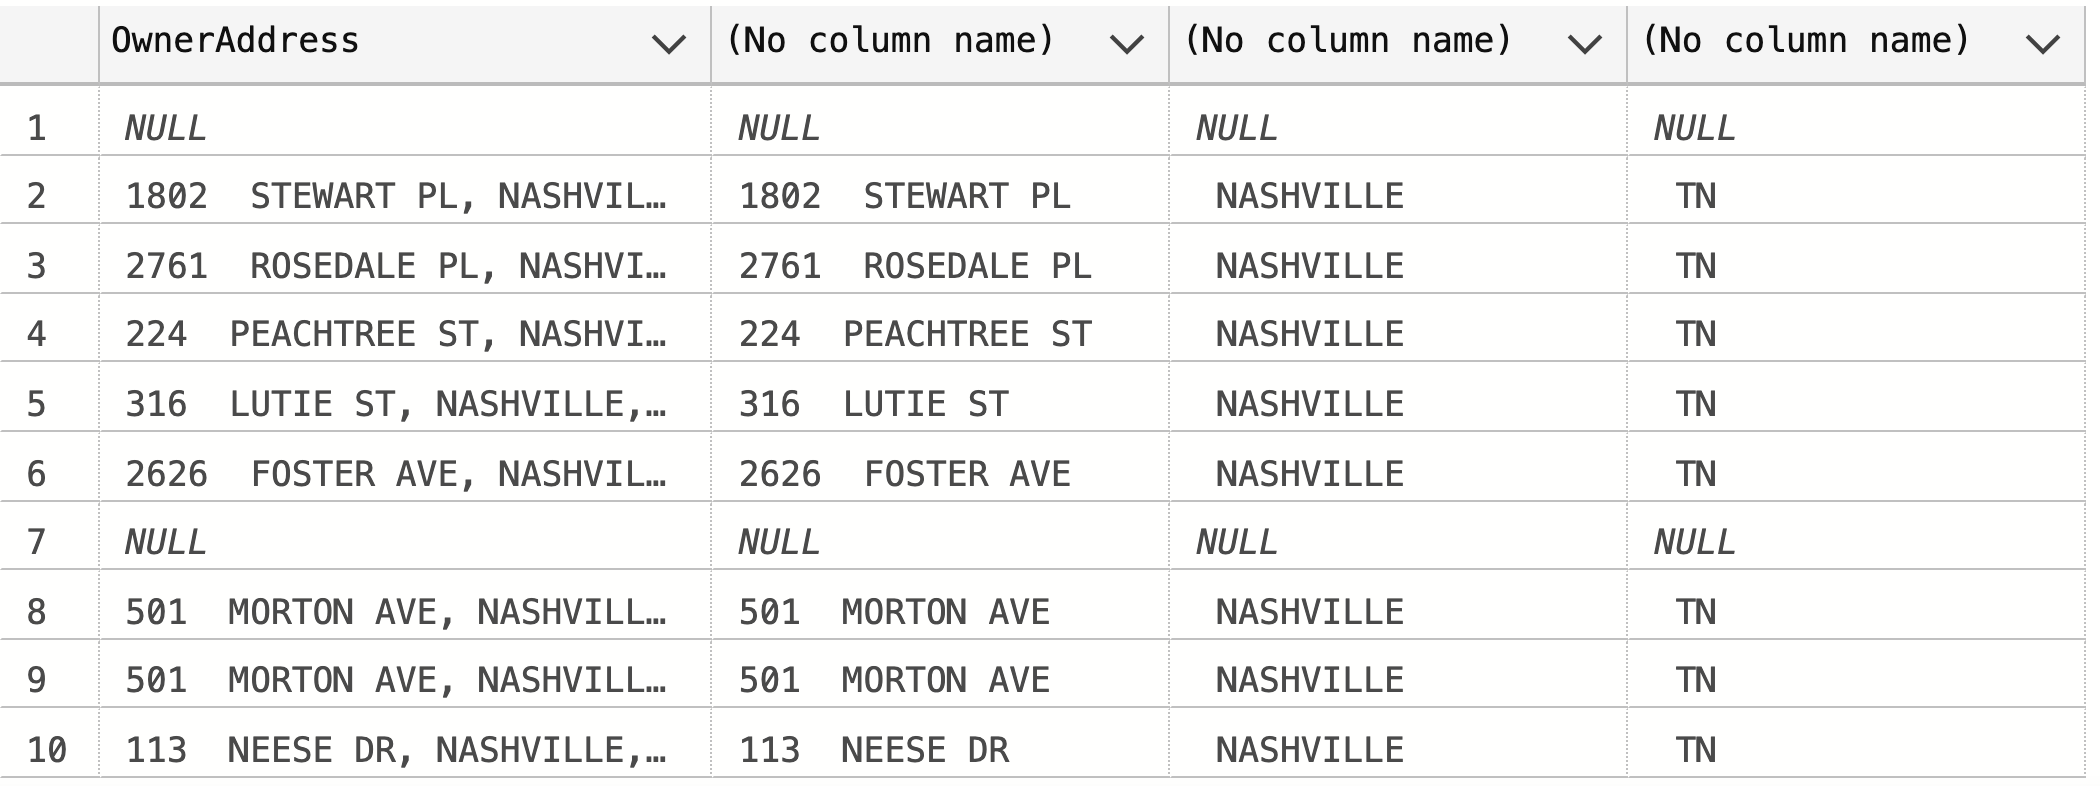 OwnerAddress (No column name) (No column name) (No column name)
1 NULL NULL NULL NULL
2 1802  STEWART PL, NASHVIL… 1802  STEWART PL NASHVILLE TN
3 2761  ROSEDALE PL, NASHVI… 2761  ROSEDALE PL NASHVILLE TN
4 224  PEACHTREE ST, NASHVI… 224  PEACHTREE ST NASHVILLE TN
5 316  LUTIE ST, NASHVILLE,… 316  LUTIE ST NASHVILLE TN
6 2626  FOSTER AVE, NASHVIL… 2626  FOSTER AVE NASHVILLE TN
7 NULL NULL NULL NULL
8 501  MORTON AVE, NASHVILL… 501  MORTON AVE NASHVILLE TN
9 501  MORTON AVE, NASHVILL… 501  MORTON AVE NASHVILLE TN
10 113  NEESE DR, NASHVILLE,… 113  NEESE DR NASHVILLE TN